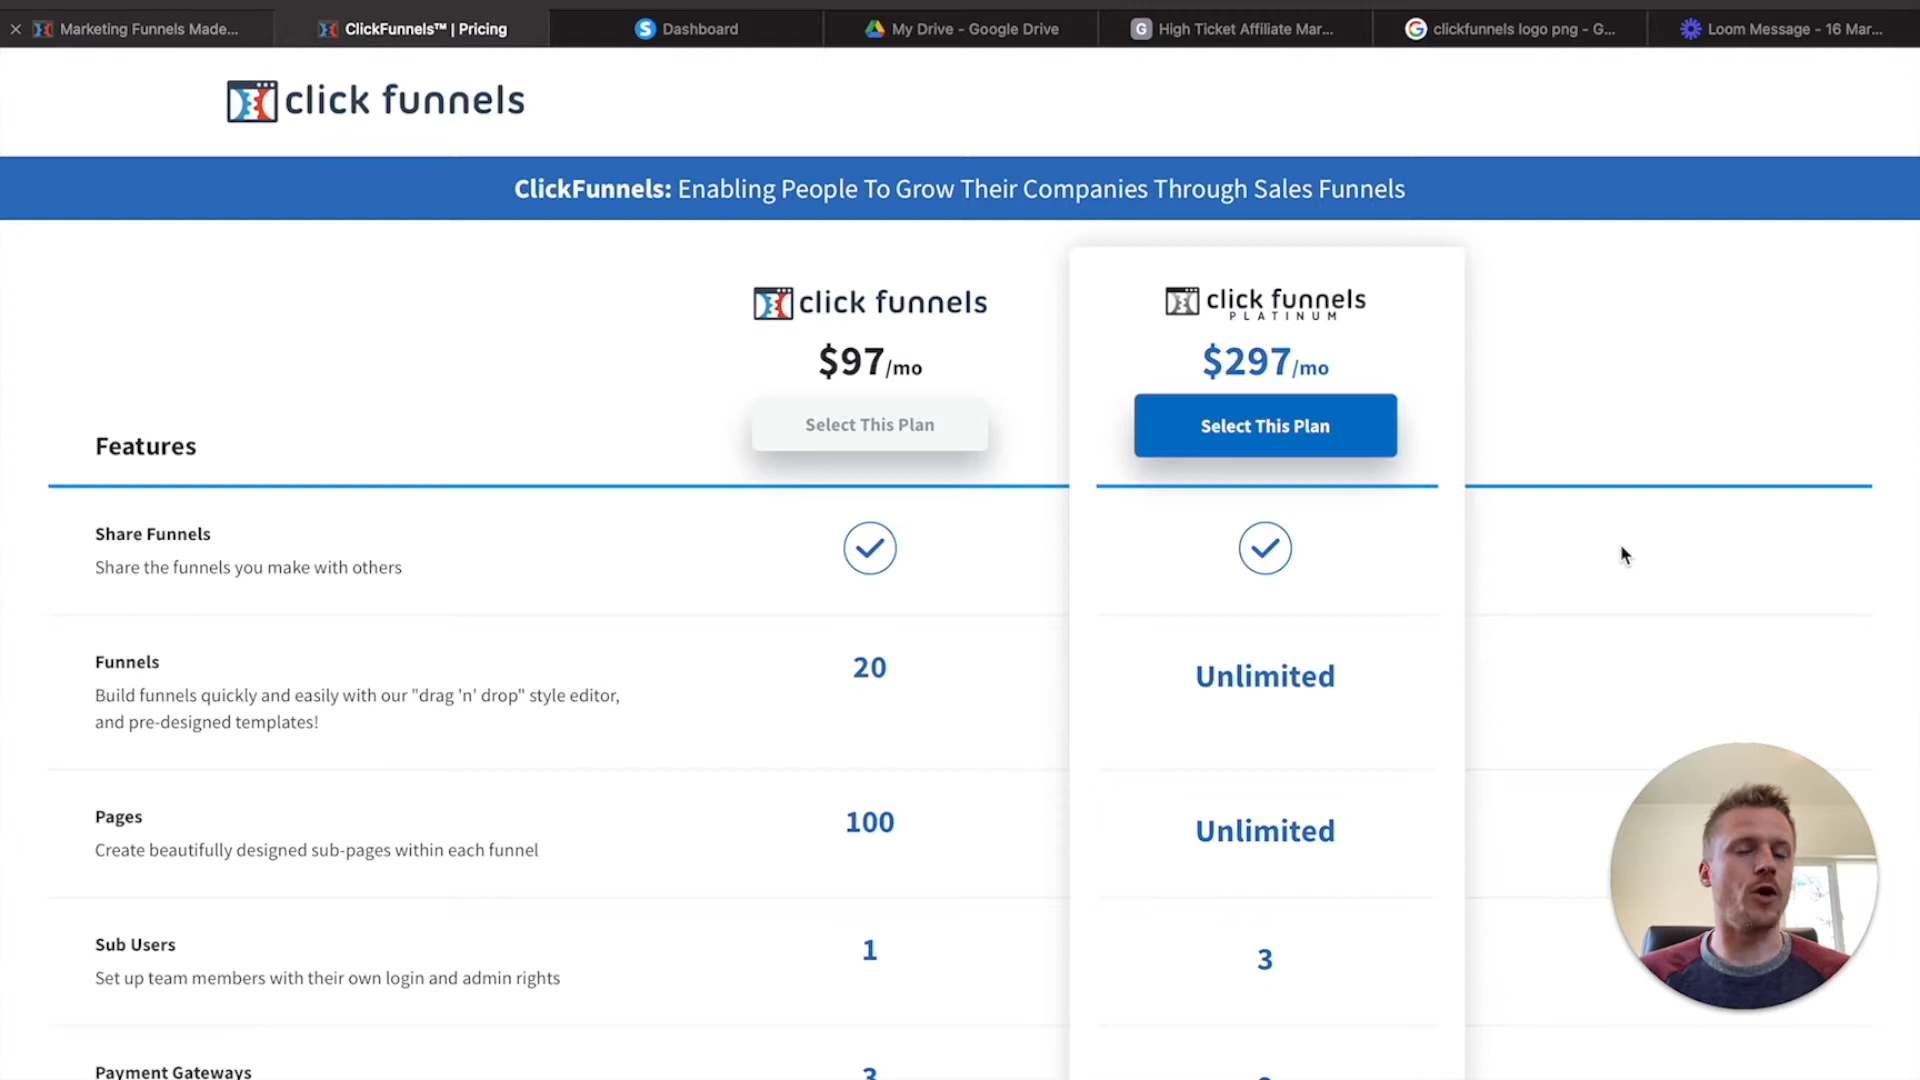 Marketing Funnels Made...
ClickFunnels™ | Pricing
Dashboard
My Drive - Google Drive
High Ticket Affiliate Mar...
clickfunnels logo png - G...
Loom Message - 16 Mar...
click funnels
ClickFunnels: Enabling People To Grow Their Companies Through Sales Funnels
click funnels
click funnels
PLATINUM
$97/mo
$297/mo
Select This Plan
Select This Plan
Features
Share Funnels
Share the funnels you make with others
Funnels
Build funnels quickly and easily with our "drag 'n' drop" style editor,
and pre-designed templates!
20
Unlimited
Pages
Create beautifully designed sub-pages within each funnel
100
Unlimited
Sub Users
Set up team members with their own login and admin rights
1
3
Payment Gateways
3